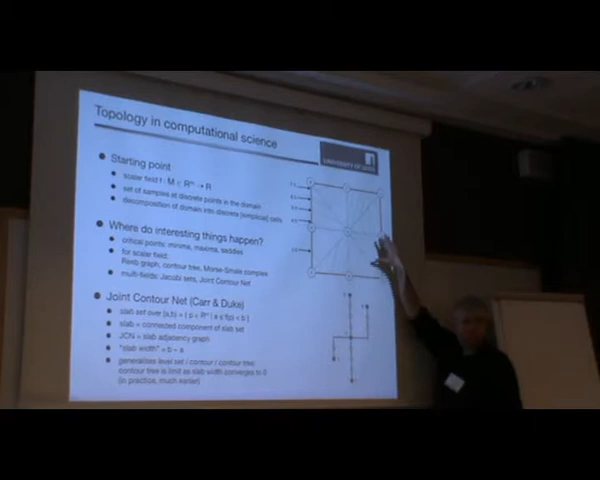 Topology in computational science
UNIVERSITY OF
Starting point
scalar field f : M ⊂ Rᵐ → R
set of samples at discrete points in the domain
decomposition of domain into discrete [simplicial] cells
Where do interesting things happen?
critical points: minima, maxima, saddles
for scalar field:
Reeb graph, contour tree, Morse-Smale complex
multi-fields: Jacobi sets, Joint Contour Net
Joint Contour Net (Carr & Duke)
slab set over [a,b) = { p ∈ Rᵐ | a ≤ f(p) < b }
slab = connected component of slab set
JCN = slab adjacency graph
"slab width" = b - a
generalises level set / contour / contour tree:
contour tree is limit as slab width converges to 0
(in practice, much earlier)